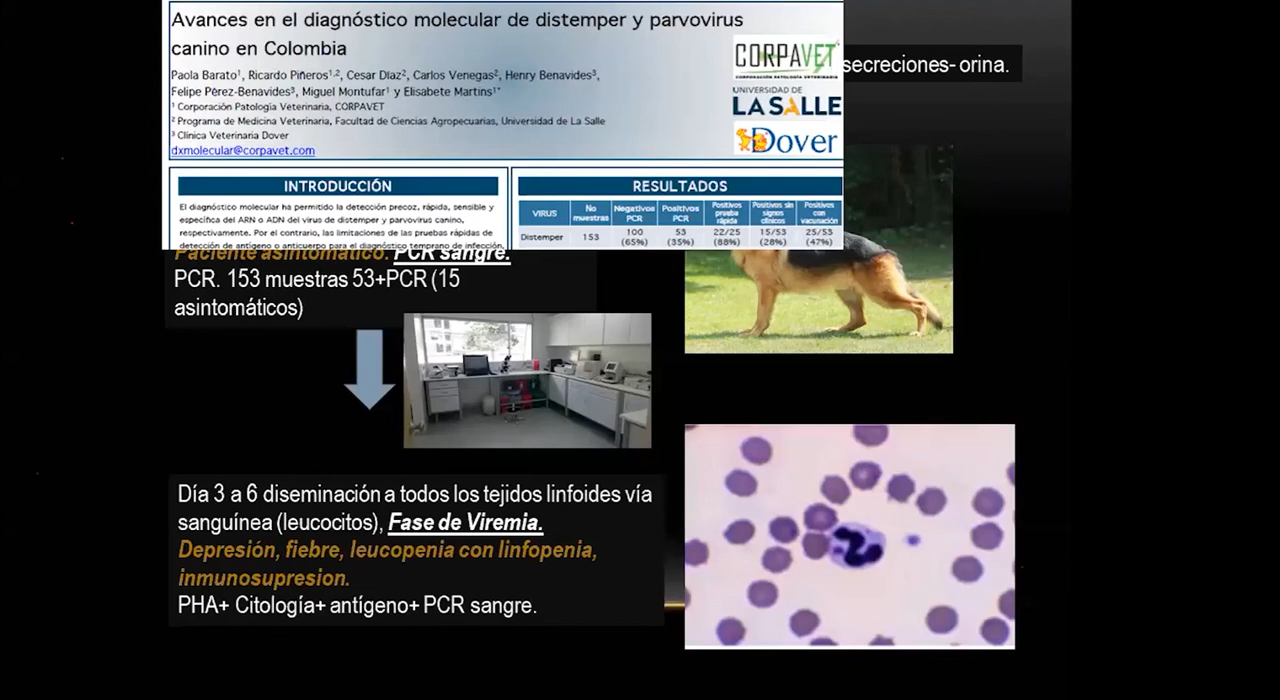 Avances en el diagnóstico molecular de distemper y parvovirus
canino en Colombia
Paola Barato¹, Ricardo Piñeros¹,², Cesar Díaz², Carlos Venegas², Henry Benavides³,
Felipe Pérez-Benavides³, Miguel Montufar¹ y Elisabete Martins¹*
¹ Corporación Patología Veterinaria, CORPAVET
² Programa de Medicina Veterinaria, Facultad de Ciencias Agropecuarias, Universidad de La Salle
³ Clínica Veterinaria Dover
dxmolecular@corpavet.com
CORPAVET
CORPORACIÓN PATOLOGÍA VETERINARIA
UNIVERSIDAD DE
LA SALLE
Dover
secreciones- orina.
INTRODUCCIÓN
El diagnóstico molecular ha permitido la detección precoz, rápida, sensible y
específica del ARN o ADN del virus de distemper y parvovirus canino,
respectivamente. Por el contrario, las limitaciones de las pruebas rápidas de
detección de antígeno o anticuerpo para el diagnóstico temprano de infección,
RESULTADOS
VIRUS No muestras Negativos PCR Positivos PCR Positivos prueba rápida Positivos sin signos clínicos Positivos con vacunación
Distemper 153 100 (65%) 53 (35%) 22/25 (88%) 15/53 (28%) 25/53 (47%)
Paciente asintomático. PCR sangre.
PCR. 153 muestras 53+PCR (15
asintomáticos)
Día 3 a 6 diseminación a todos los tejidos linfoides vía
sanguínea (leucocitos), Fase de Viremia.
Depresión, fiebre, leucopenia con linfopenia,
inmunosupresion.
PHA+ Citología+ antígeno+ PCR sangre.